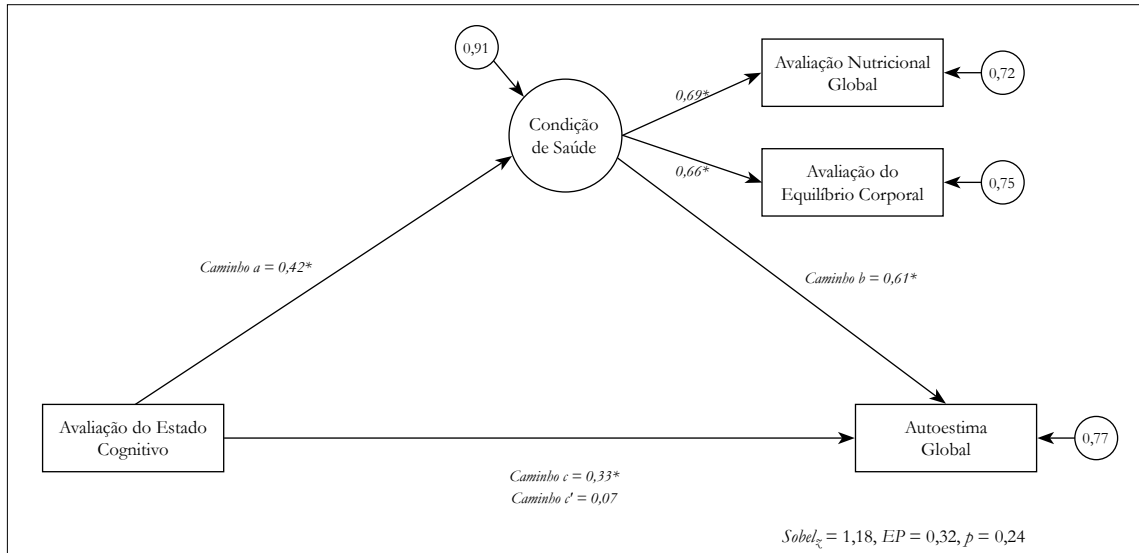 0,91
Avaliação Nutricional
Global
0,72
0,69*
Condição
de Saúde
0,66*
Avaliação do
Equilíbrio Corporal
0,75
Caminho a = 0,42*
Caminho b = 0,61*
Avaliação do Estado
Cognitivo
Autoestima
Global
0,77
Caminho c = 0,33*
Caminho c' = 0,07
Sobelz = 1,18, EP = 0,32, p = 0,24